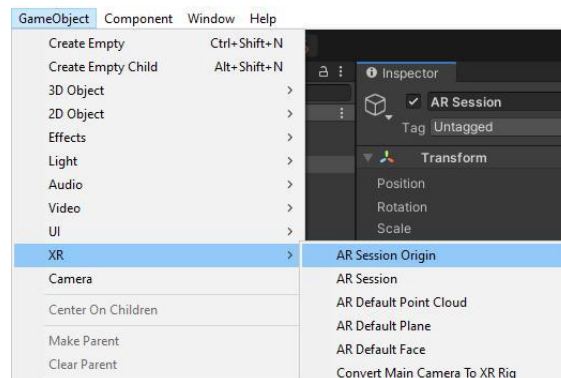 GameObject Component Window Help
Create Empty Ctrl+Shift+N
Create Empty Child Alt+Shift+N
3D Object
2D Object
Effects
Light
Audio
Video
UI
XR
Camera
Center On Children
Make Parent
Clear Parent
Inspector
AR Session
Tag Untagged
Transform
Position
Rotation
Scale
AR Session Origin
AR Session
AR Default Point Cloud
AR Default Plane
AR Default Face
Convert Main Camera To XR Rig